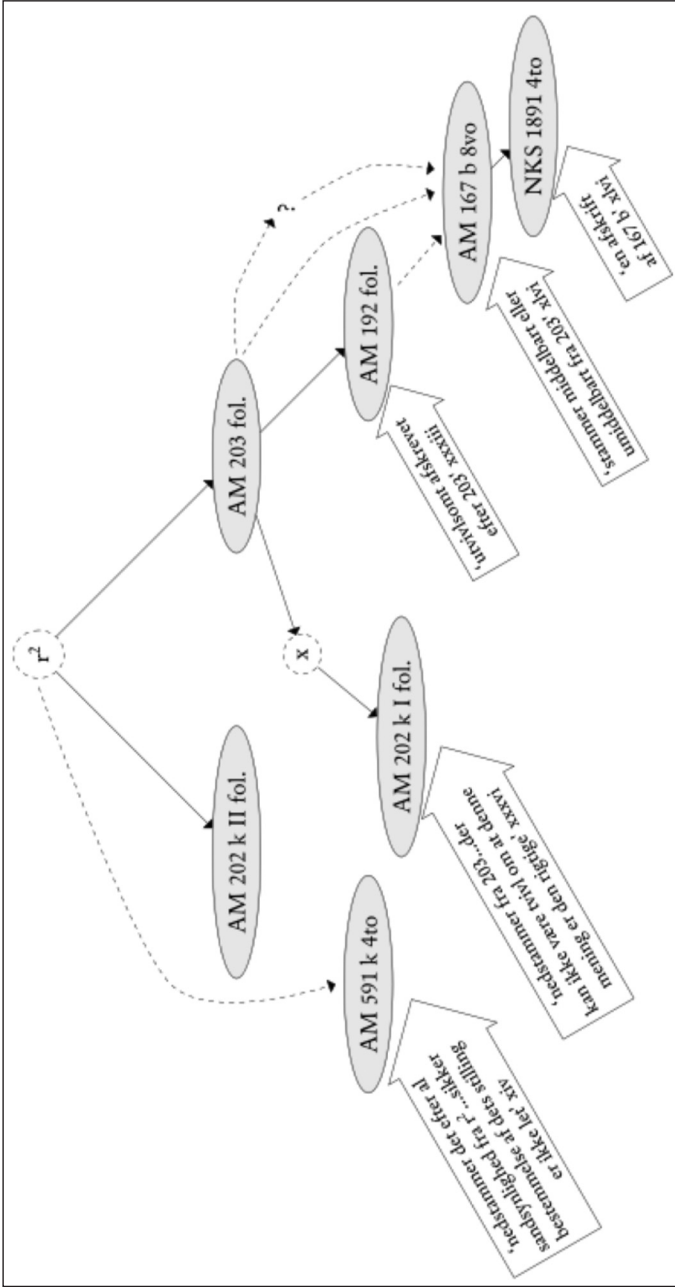 r²
AM 203 fol.
?
AM 202 k II fol.
x
AM 192 fol.
AM 167 b 8vo
NKS 1891 4to
AM 591 k 4to
AM 202 k I fol.
'nedstammer det efter al
sandsynlighed fra r²...sikker
bestemmelse af dets stilling
er ikke let' xiv
'nedstammer fra 203...der
kan ikke være tvivl om at denne
mening er den rigtige' xxxvi
'utvivlsomt afskrevet
efter 203' xxxiii
'stammer middelbart eller
umiddelbart fra 203' xlvi
'en afskrift
af 167 b' xlvi